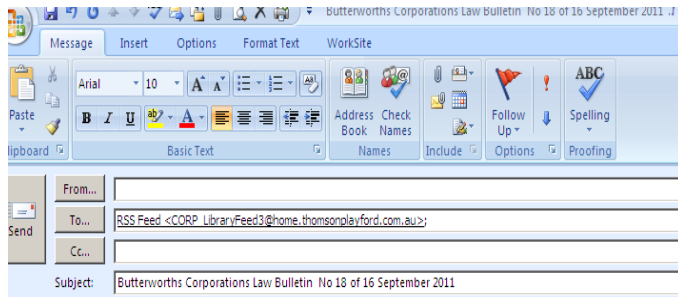 Butterworths Corporations Law Bulletin No 18 of 16 September 2011
Message Insert Options Format Text WorkSite
Arial 10
Paste
B I U
ab
A
Address Book
Check Names
Follow Up
ABC
Spelling
Basic Text
Names
Include
Options
Proofing
From...
Send
To... RSS Feed <CORP_LibraryFeed3@home.thomsonplayford.com.au>;
Cc...
Subject: Butterworths Corporations Law Bulletin No 18 of 16 September 2011